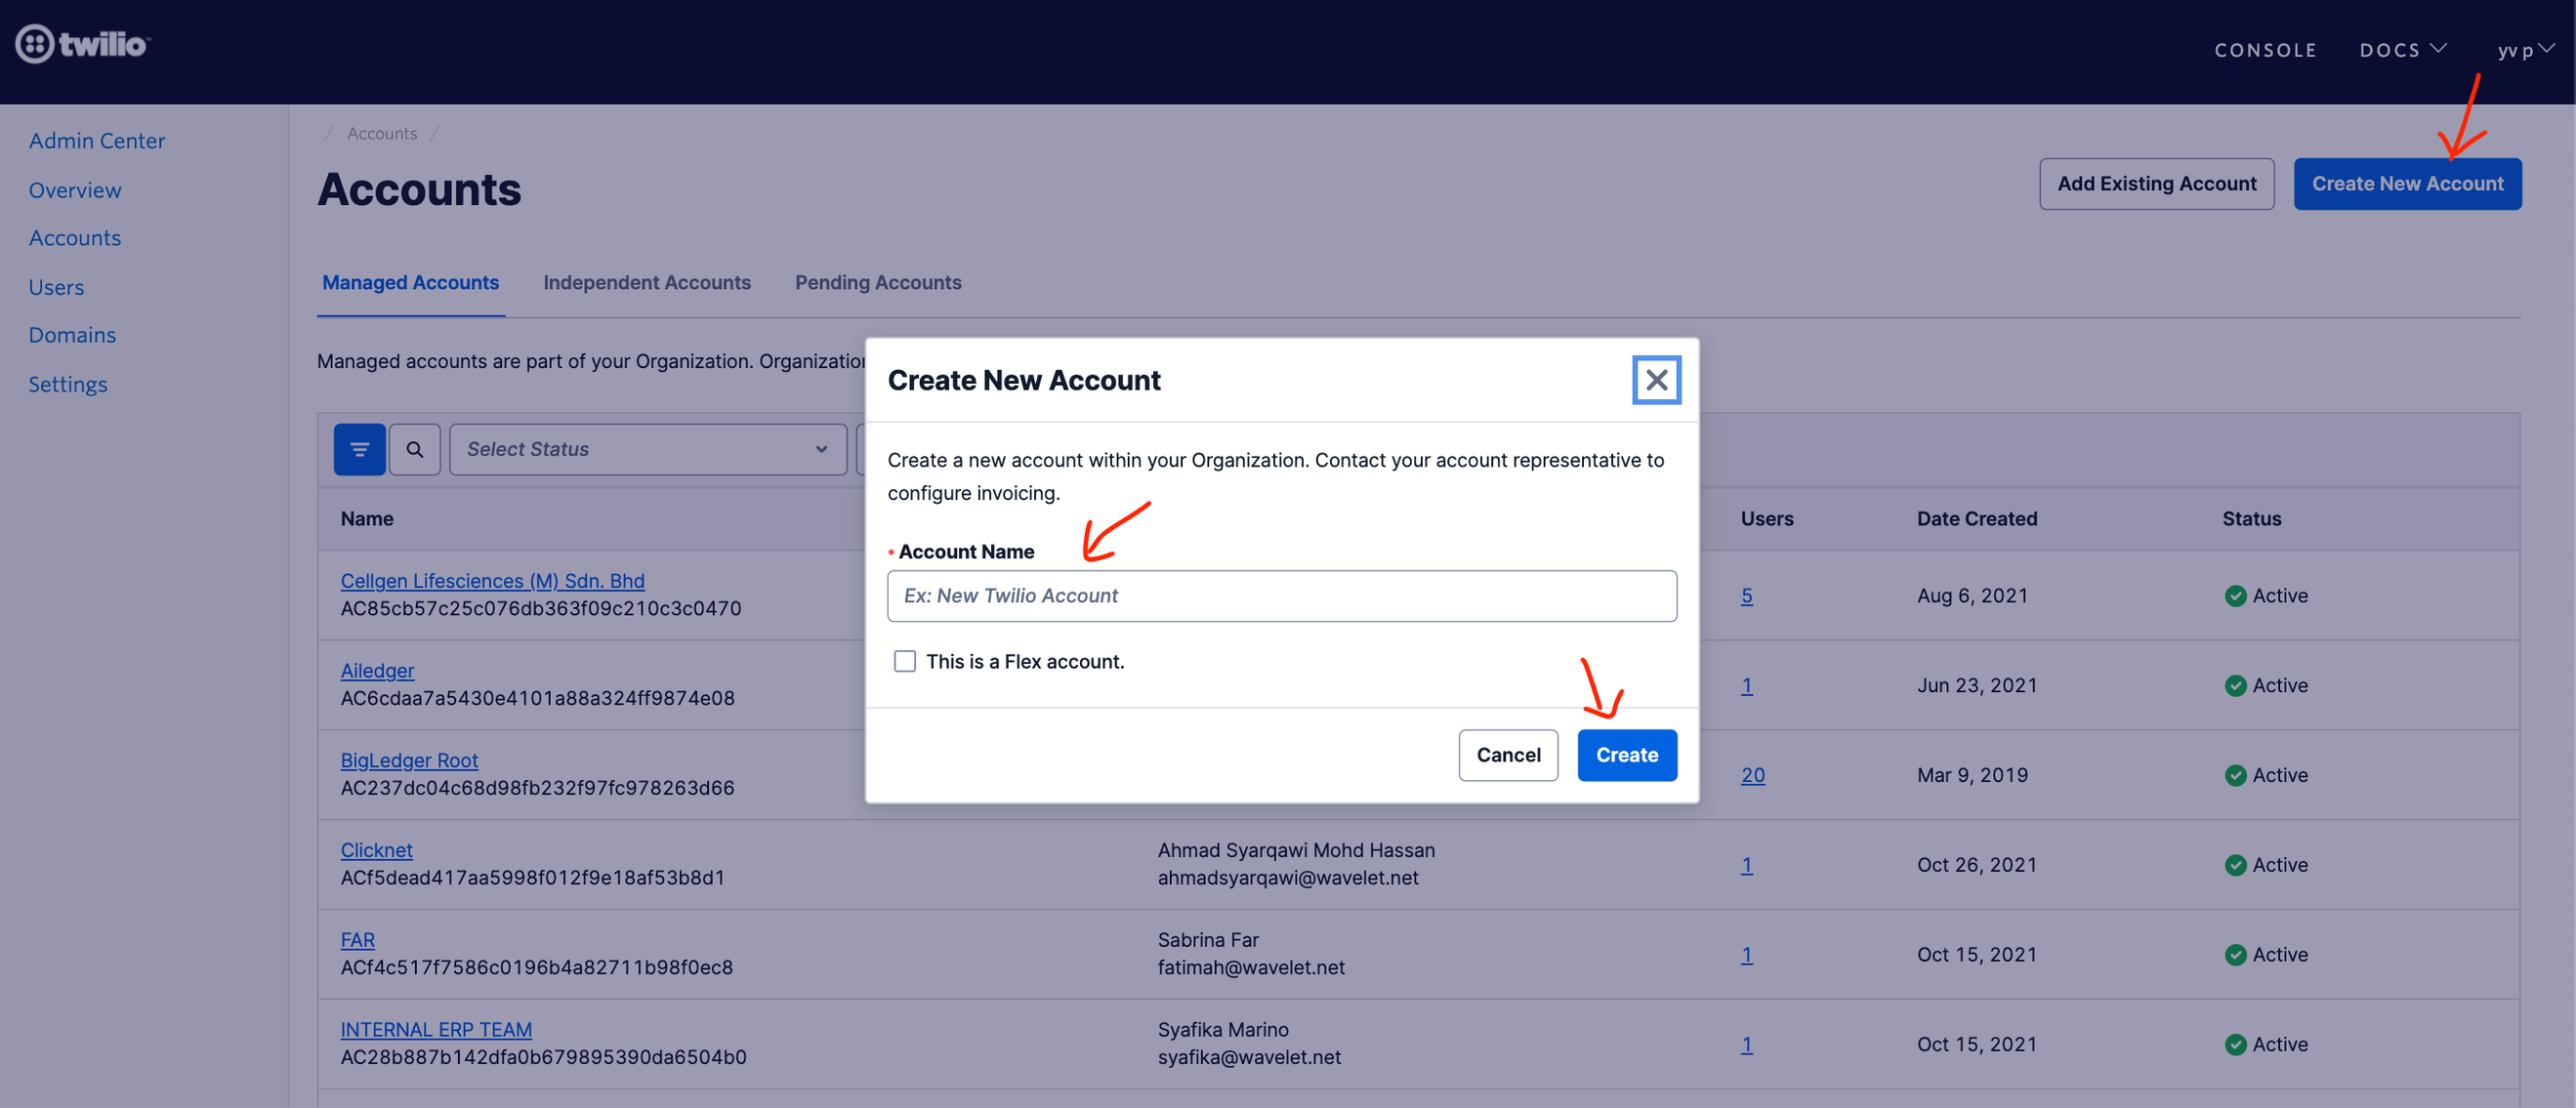 twilio
CONSOLE
DOCS
yv p
Admin Center
Overview
Accounts
Users
Domains
Settings
/ Accounts /
Accounts
Add Existing Account
Create New Account
Managed Accounts
Independent Accounts
Pending Accounts
Managed accounts are part of your Organization. Organization
Select Status
Name
Users
Date Created
Status
Cellgen Lifesciences (M) Sdn. Bhd
AC85cb57c25c076db363f09c210c3c0470
5
Aug 6, 2021
Active
Ailedger
AC6cdaa7a5430e4101a88a324ff9874e08
1
Jun 23, 2021
Active
BigLedger Root
AC237dc04c68d98fb232f97fc978263d66
20
Mar 9, 2019
Active
Clicknet
ACf5dead417aa5998f012f9e18af53b8d1
Ahmad Syarqawi Mohd Hassan
ahmadsyarqawi@wavelet.net
1
Oct 26, 2021
Active
FAR
ACf4c517f7586c0196b4a82711b98f0ec8
Sabrina Far
fatimah@wavelet.net
1
Oct 15, 2021
Active
INTERNAL ERP TEAM
AC28b887b142dfa0b679895390da6504b0
Syafika Marino
syafika@wavelet.net
1
Oct 15, 2021
Active
Create New Account
Create a new account within your Organization. Contact your account representative to
configure invoicing.
Account Name
Ex: New Twilio Account
This is a Flex account.
Cancel
Create